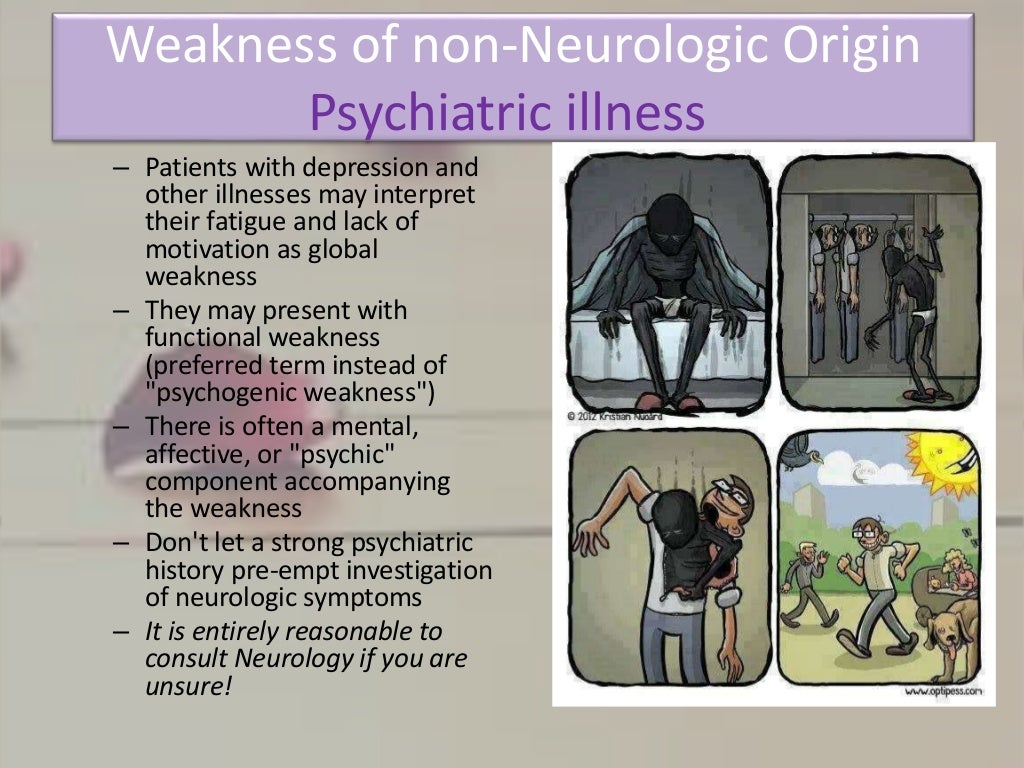 Weakness of non-Neurologic Origin
Psychiatric illness
– Patients with depression and
other illnesses may interpret
their fatigue and lack of
motivation as global
weakness
– They may present with
functional weakness
(preferred term instead of
"psychogenic weakness")
– There is often a mental,
affective, or "psychic"
component accompanying
the weakness
– Don't let a strong psychiatric
history pre-empt investigation
of neurologic symptoms
– It is entirely reasonable to
consult Neurology if you are
unsure!
© 2012 Kristian Nygård
www.optipess.com